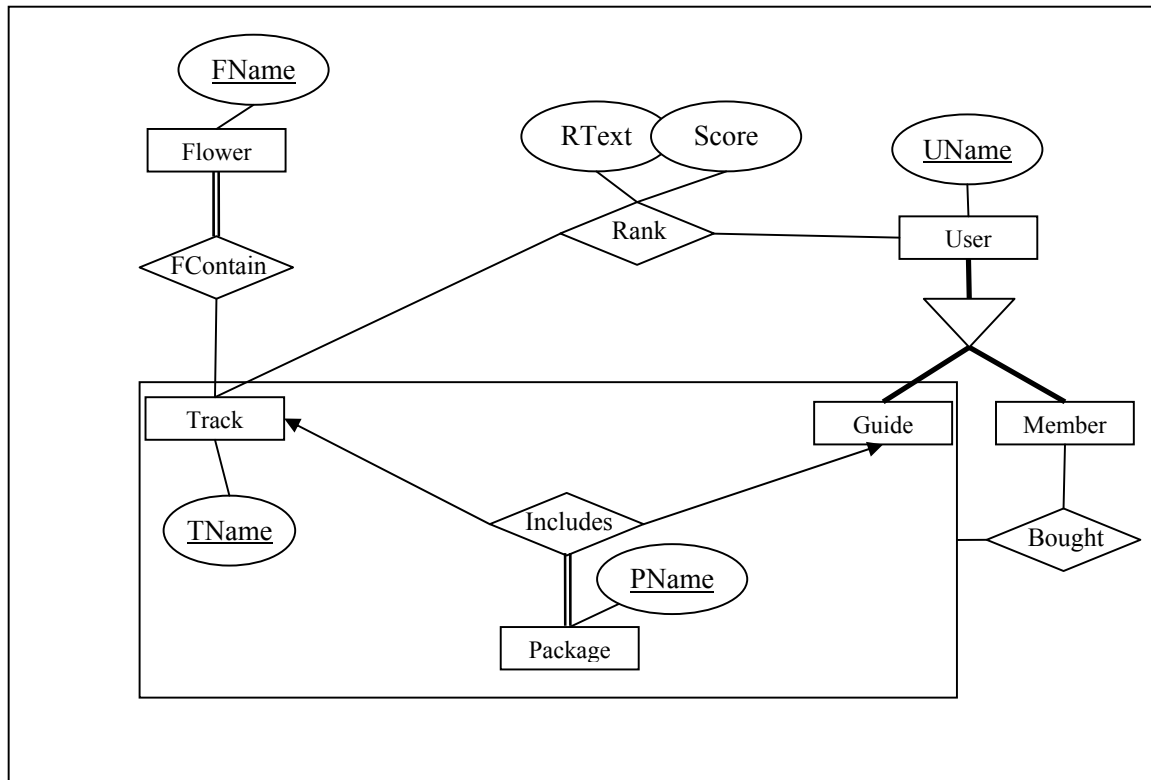 FName
RText
Score
UName
Flower
Rank
User
FContain
Track
Guide
Member
Includes
TName
Bought
PName
Package